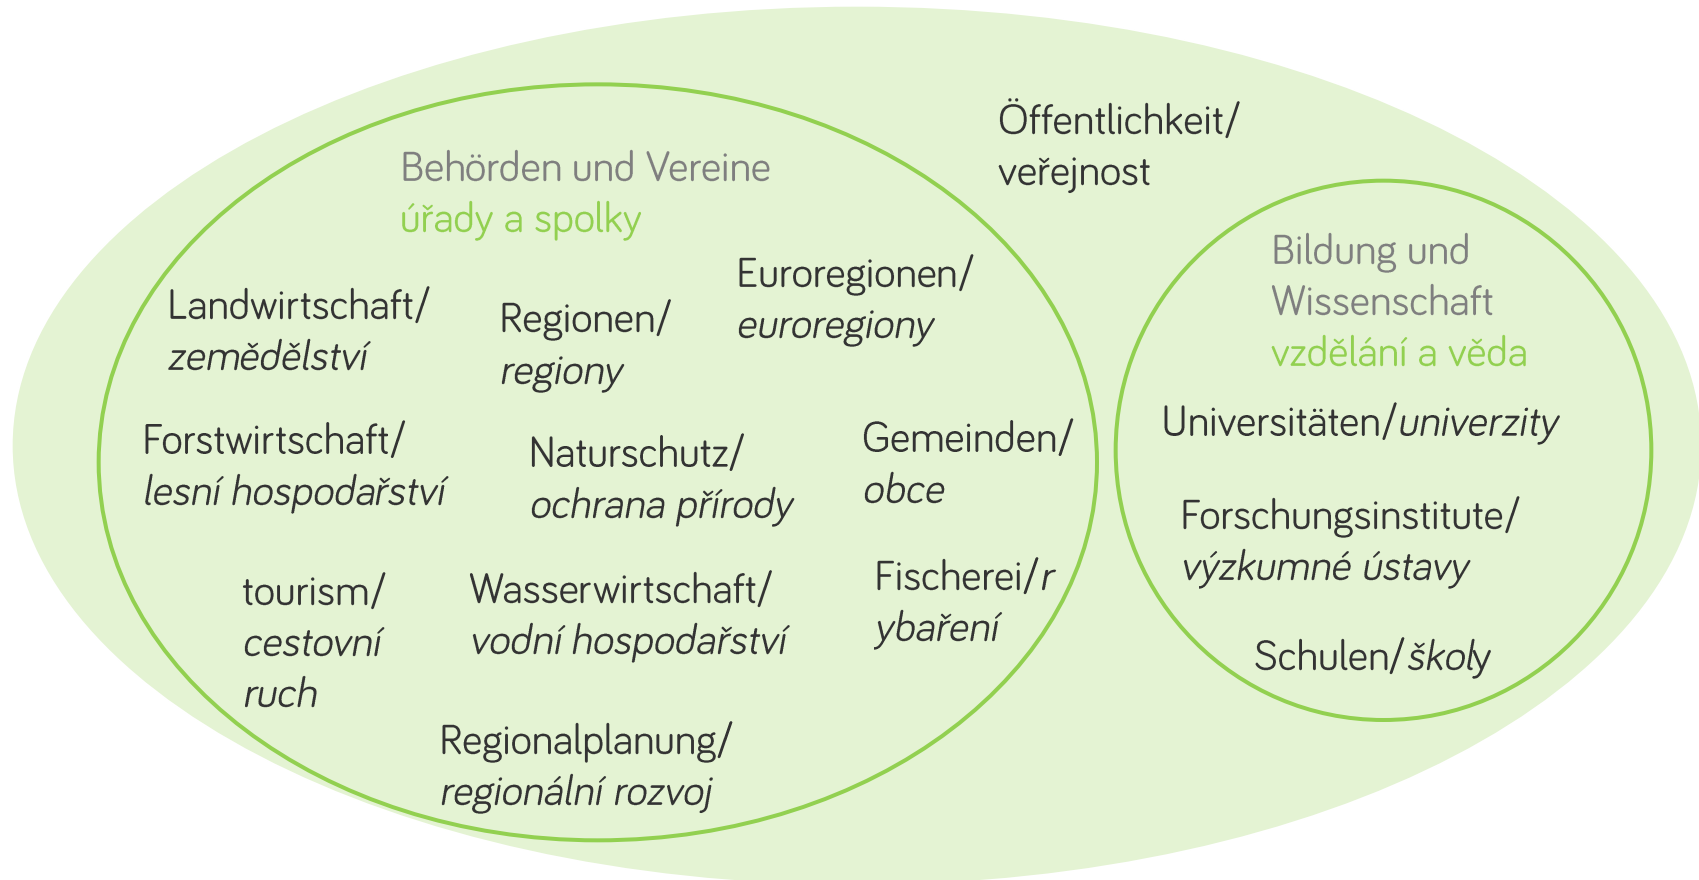 Öffentlichkeit/
veřejnost
Behörden und Vereine
úřady a spolky
Landwirtschaft/
zemědělství
Regionen/
regiony
Euroregionen/
euroregiony
Forstwirtschaft/
lesní hospodařství
Naturschutz/
ochrana přírody
Gemeinden/
obce
tourism/
cestovní
ruch
Wasserwirtschaft/
vodní hospodařství
Fischerei/r
ybaření
Regionalplanung/
regionální rozvoj
Bildung und
Wissenschaft
vzdělání a věda
Universitäten/univerzity
Forschungsinstitute/
výzkumné ústavy
Schulen/školy